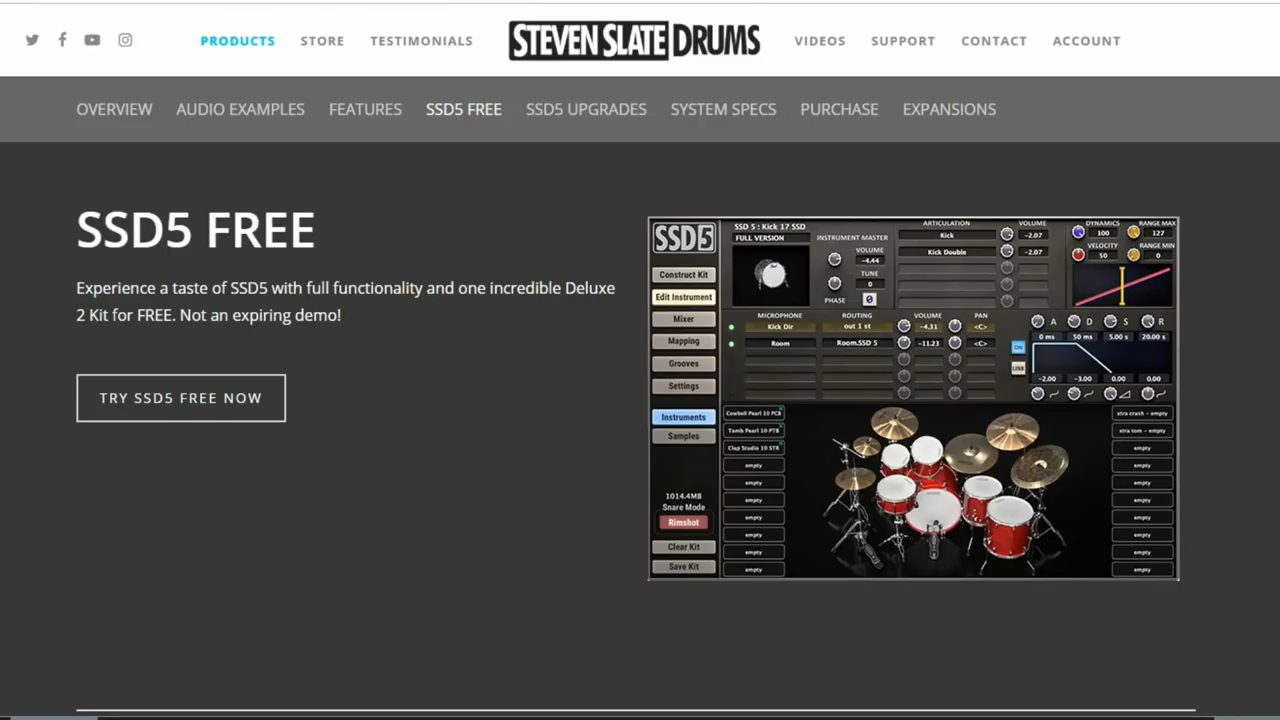 PRODUCTS STORE TESTIMONIALS STEVEN SLATE DRUMS VIDEOS SUPPORT CONTACT ACCOUNT
OVERVIEW AUDIO EXAMPLES FEATURES SSD5 FREE SSD5 UPGRADES SYSTEM SPECS PURCHASE EXPANSIONS
SSD5 FREE
Experience a taste of SSD5 with full functionality and one incredible Deluxe
2 Kit for FREE. Not an expiring demo!
TRY SSD5 FREE NOW
SSD5
Construct Kit
Edit Instrument
Mixer
Mapping
Grooves
Settings
Instruments
Samples
1014.4MB
Snare Mode
Rimshot
Clear Kit
Save Kit
SSD 5 : Kick 17 SSD
FULL VERSION
INSTRUMENT MASTER
VOLUME
-4.44
TUNE
0
PHASE
ARTICULATION VOLUME
Kick -2.07
Kick Double -2.07
DYNAMICS RANGE MAX
100 127
VELOCITY RANGE MIN
50 0
MICROPHONE ROUTING VOLUME PAN
Kick Dir out 1 st -4.31 <C>
Room Room.SSD 5 -11.23 <C>
A D S R
0 ms 50 ms 5.00 s 20.00 s
ON
LINK
-2.00 -3.00 0.00 0.00
Cowbell Pearl 10 PCB
Tamb Pearl 10 PTB
Clap Studio 10 STR
empty
empty
empty
empty
empty
empty
empty
xtra crash - empty
xtra tom - empty
empty
empty
empty
empty
empty
empty
empty
empty